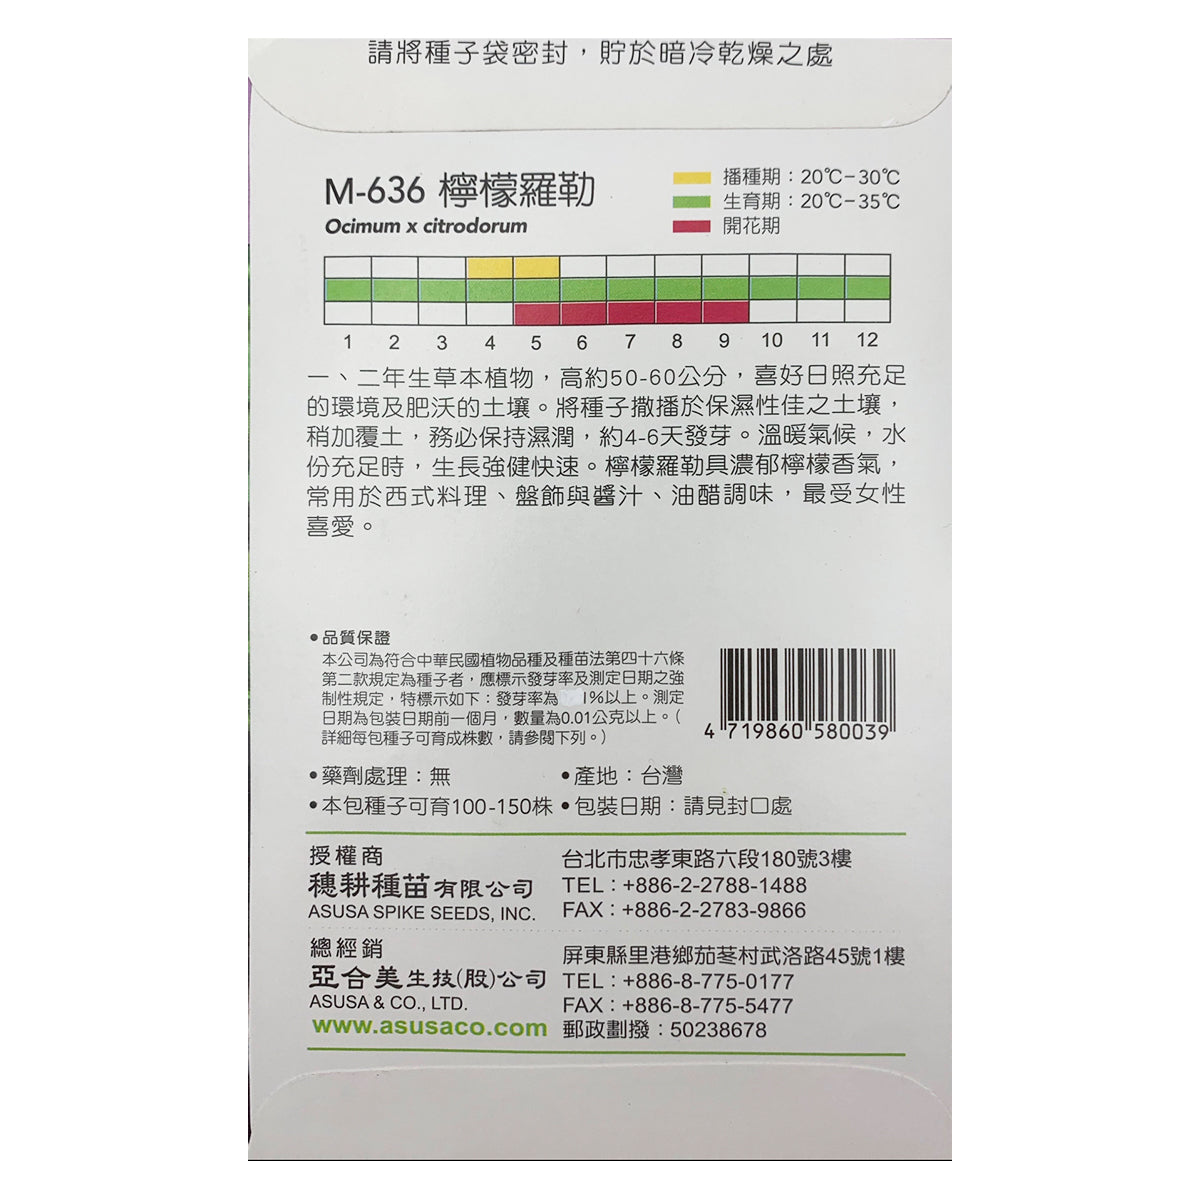 請將種子袋密封，貯於暗冷乾燥之處
M-636 檸檬羅勒
Ocimum x citrodorum
播種期：20℃-30℃
生育期：20℃-35℃
開花期
1 2 3 4 5 6 7 8 9 10 11 12
一、二年生草本植物，高約50-60公分，喜好日照充足
的環境及肥沃的土壤。將種子撒播於保濕性佳之土壤，
稍加覆土，務必保持濕潤，約4-6天發芽。溫暖氣候，水
份充足時，生長強健快速。檸檬羅勒具濃郁檸檬香氣，
常用於西式料理、盤飾與醬汁、油醋調味，最受女性
喜愛。
•品質保證
本公司為符合中華民國植物品種及種苗法第四十六條
第二款規定為種子者，應標示發芽率及測定日期之強
制性規定，特標示如下：發芽率為 1%以上。測定
日期為包裝日期前一個月，數量為0.01公克以上。（
詳細每包種子可育成株數，請參閱下列。）
4 719860 580039
•藥劑處理：無 •產地：台灣
•本包種子可育100-150株 •包裝日期：請見封口處
授權商
穗耕種苗有限公司
ASUSA SPIKE SEEDS, INC.
台北市忠孝東路六段180號3樓
TEL：+886-2-2788-1488
FAX：+886-2-2783-9866
總經銷
亞合美生技(股)公司
ASUSA & CO., LTD.
www.asusaco.com
屏東縣里港鄉茄苳村武洛路45號1樓
TEL：+886-8-775-0177
FAX：+886-8-775-5477
郵政劃撥：50238678